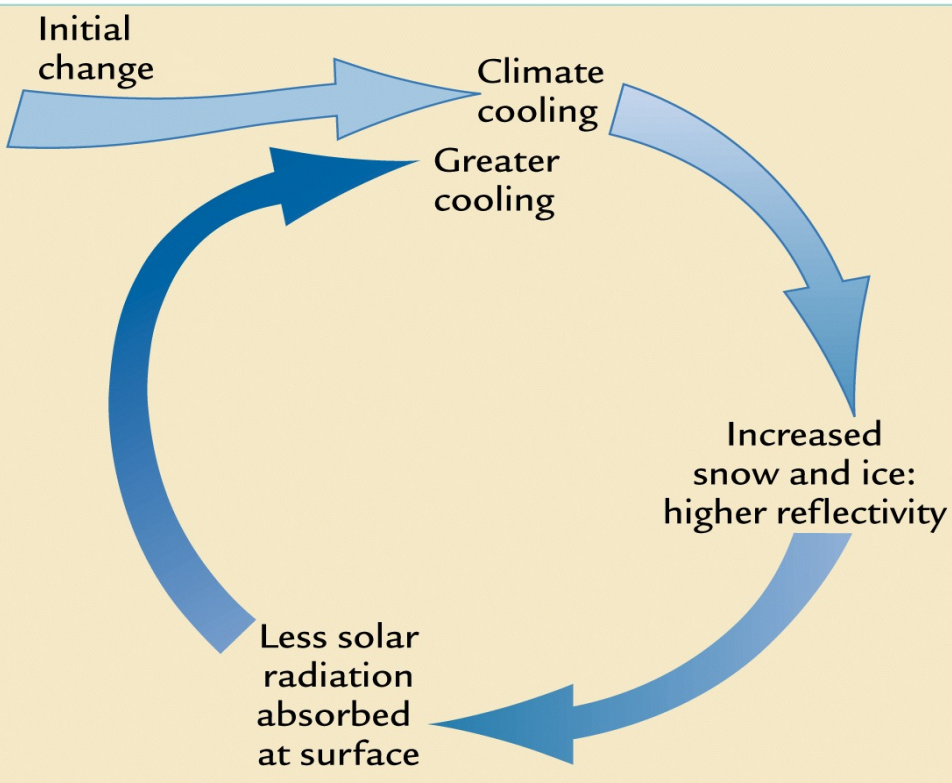 Initial
change
Climate
cooling
Greater
cooling
Increased
snow and ice:
higher reflectivity
Less solar
radiation
absorbed
at surface